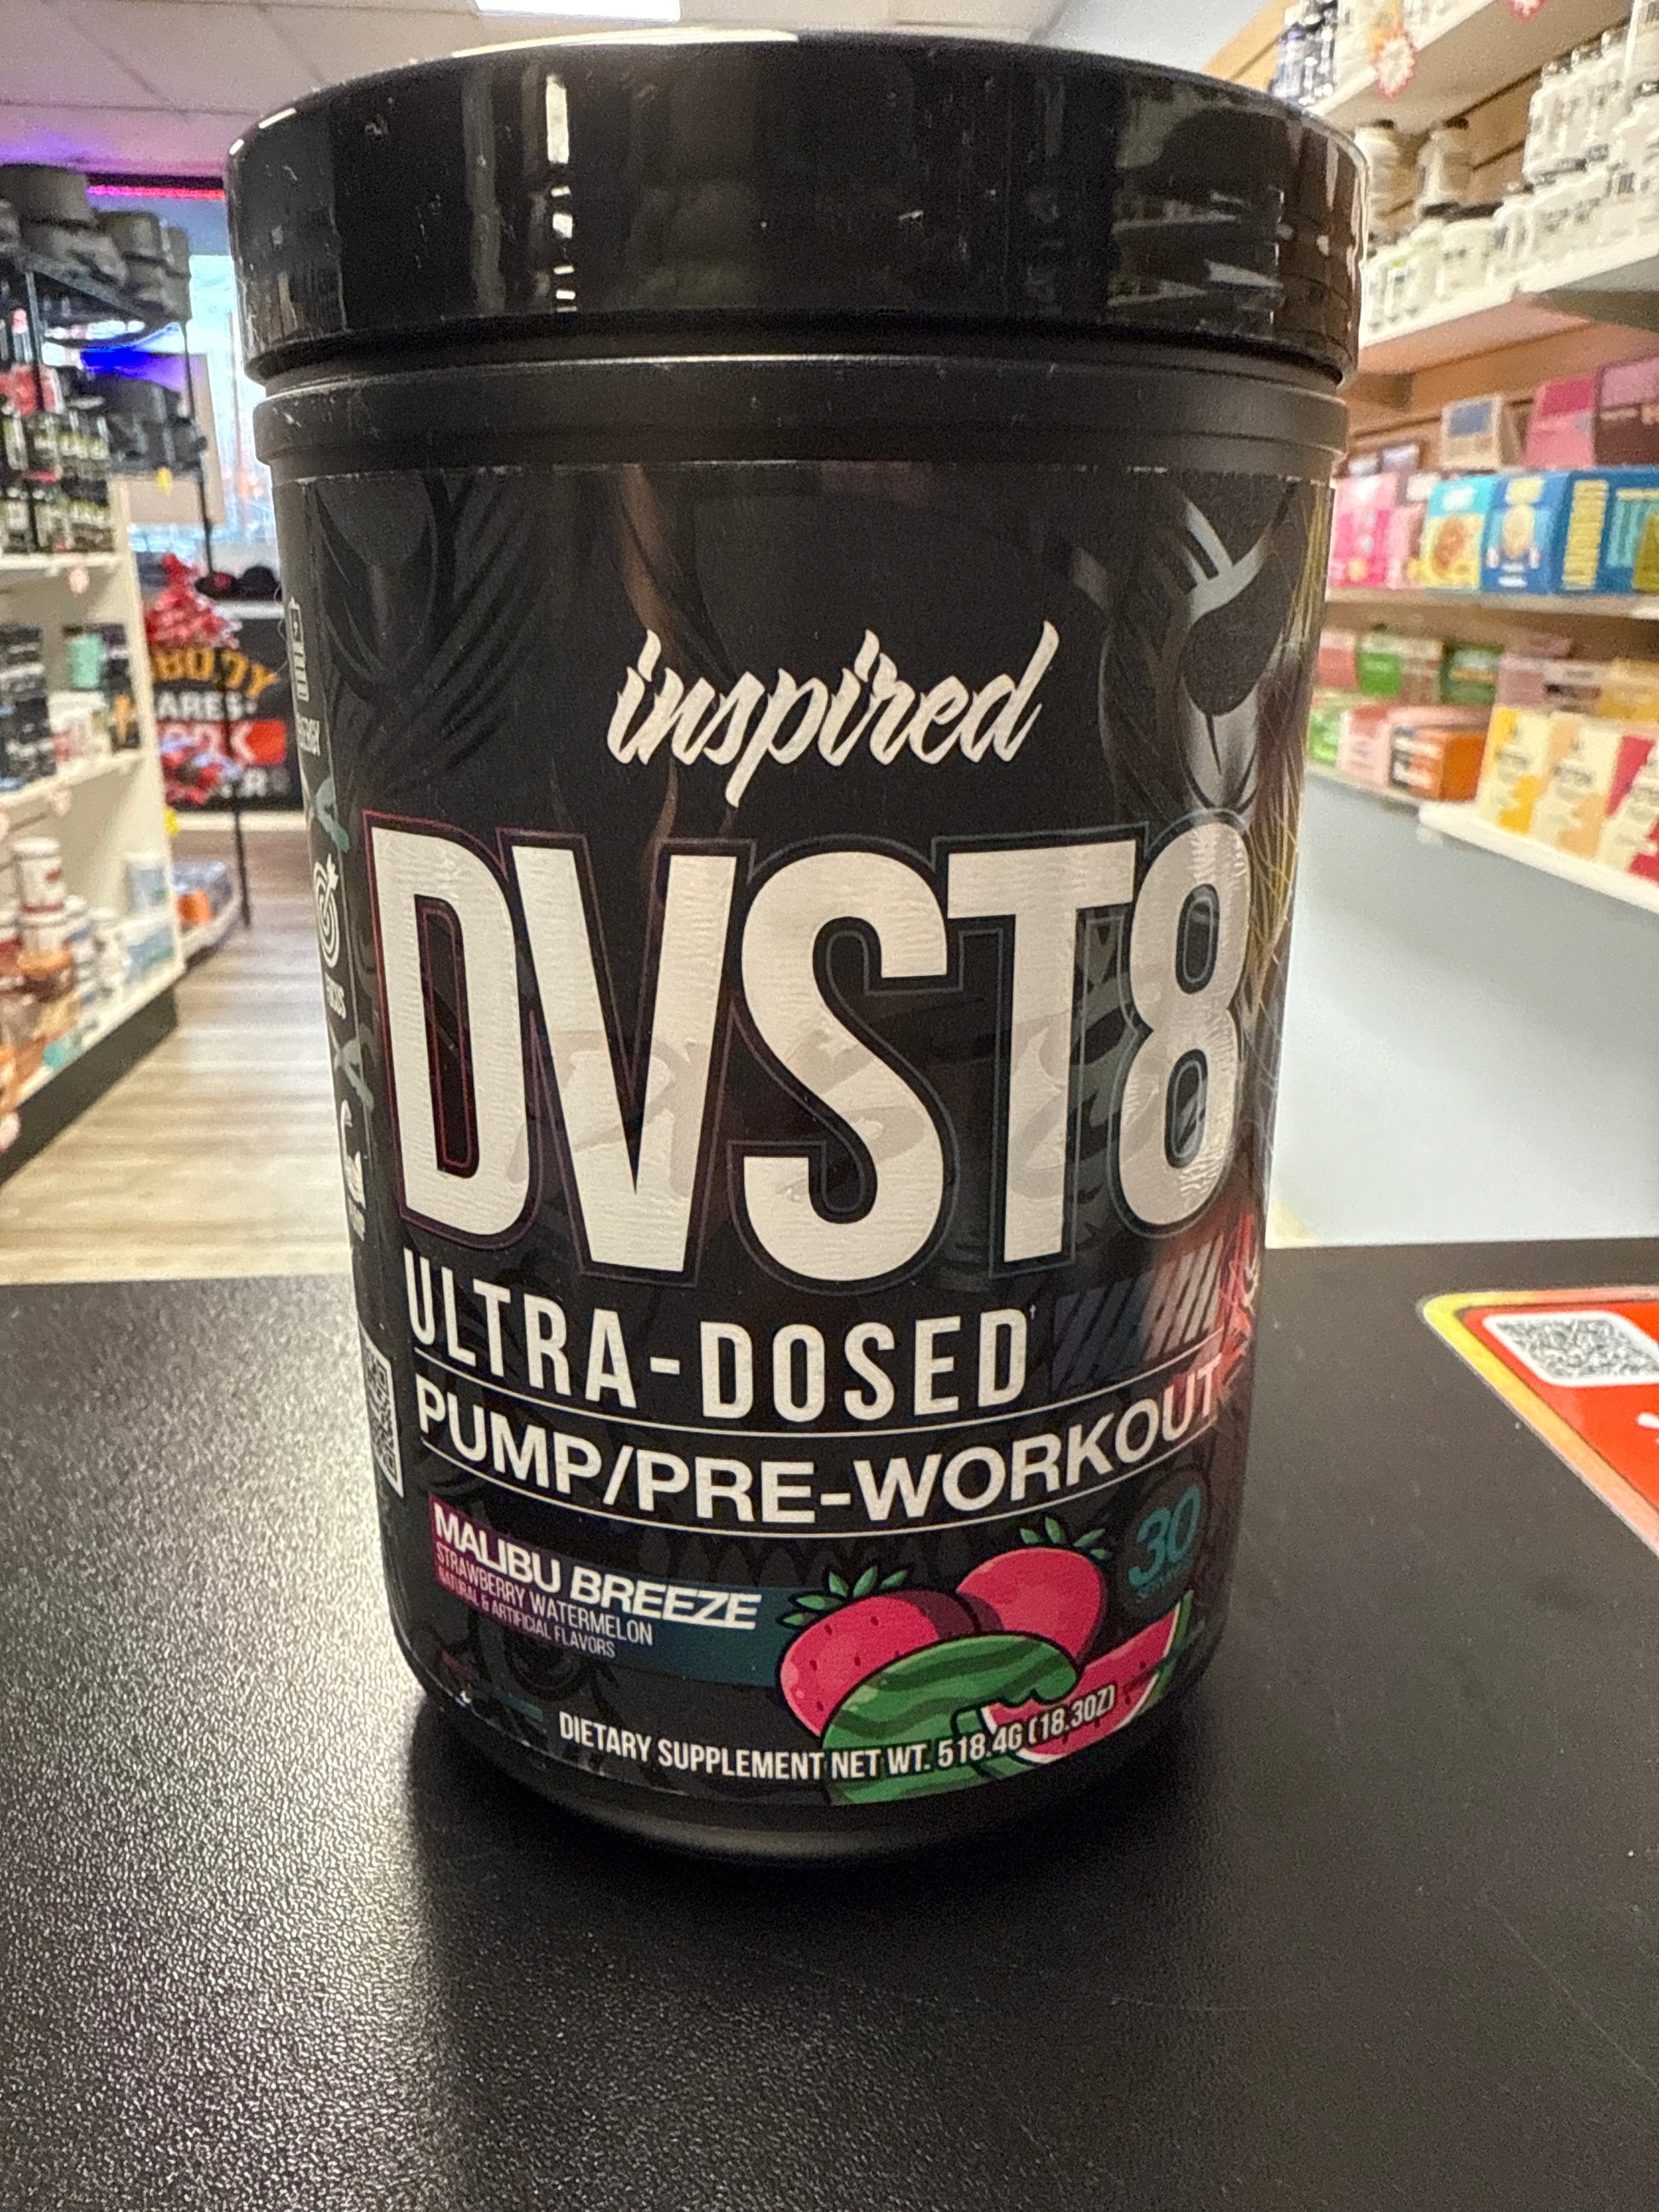 inspired
DVST8
ULTRA-DOSED†
PUMP/PRE-WORKOUT
MALIBU BREEZE
STRAWBERRY WATERMELON
NATURAL & ARTIFICIAL FLAVORS
30
DIETARY SUPPLEMENT NET WT. 518.4G (18.3OZ)